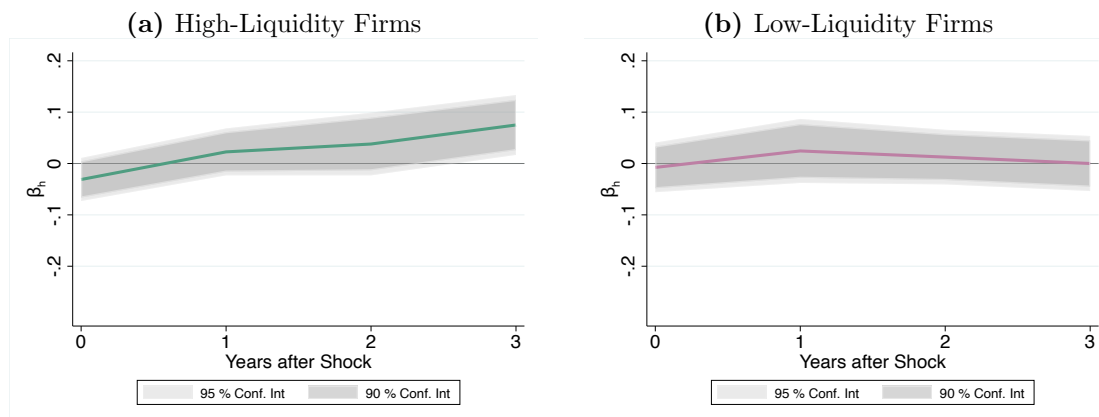 (a) High-Liquidity Firms
.2
.1
0
-.1
-.2
βh
0 1 2 3
Years after Shock
95 % Conf. Int 90 % Conf. Int
(b) Low-Liquidity Firms
.2
.1
0
-.1
-.2
βh
0 1 2 3
Years after Shock
95 % Conf. Int 90 % Conf. Int